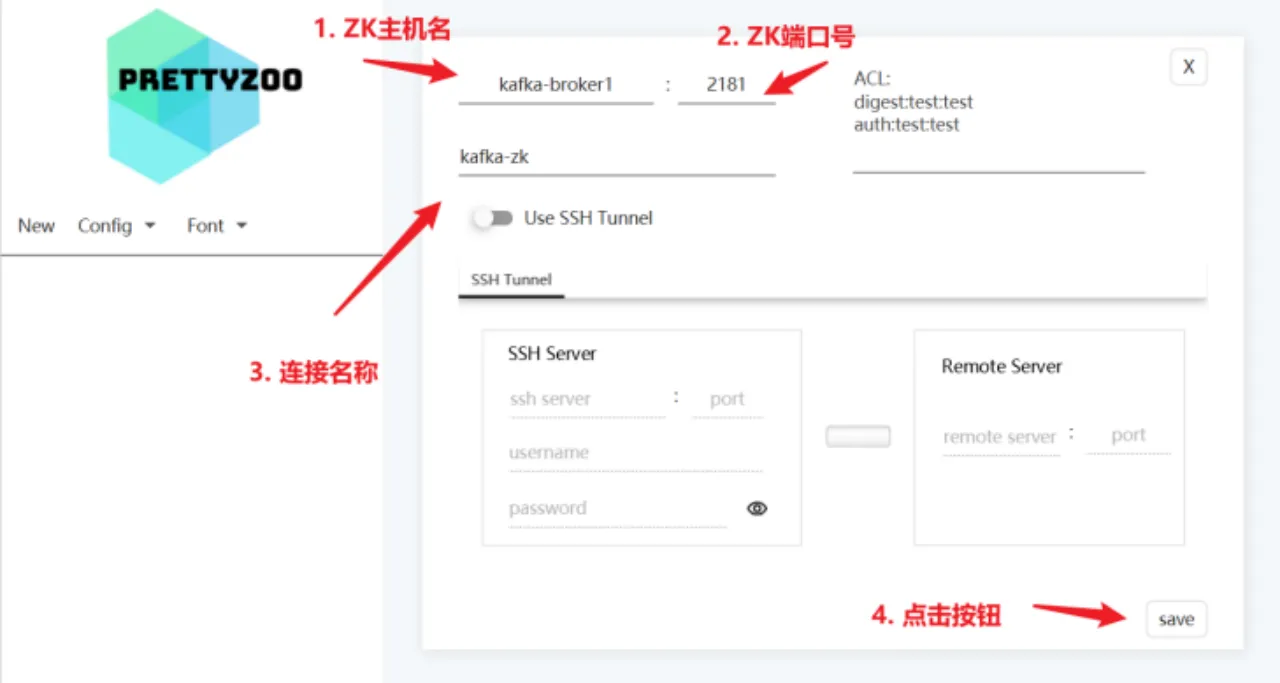 PRETTYZOO
New Config Font
1. ZK主机名
2. ZK端口号
kafka-broker1 : 2181
ACL:
digest:test:test
auth:test:test
X
kafka-zk
Use SSH Tunnel
3. 连接名称
SSH Tunnel
SSH Server
ssh server : port
username
password
Remote Server
remote server : port
4. 点击按钮
save